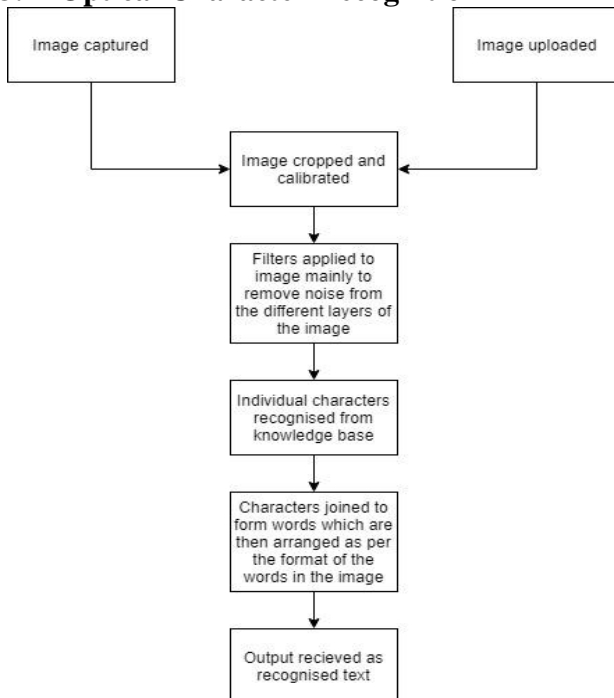 Optical Character Recognition
Image captured
Image uploaded
Image cropped and
calibrated
Filters applied to
image mainly to
remove noise from
the different layers of
the image
Individual characters
recognised from
knowledge base
Characters joined to
form words which are
then arranged as per
the format of the
words in the image
Output recieved as
recognised text